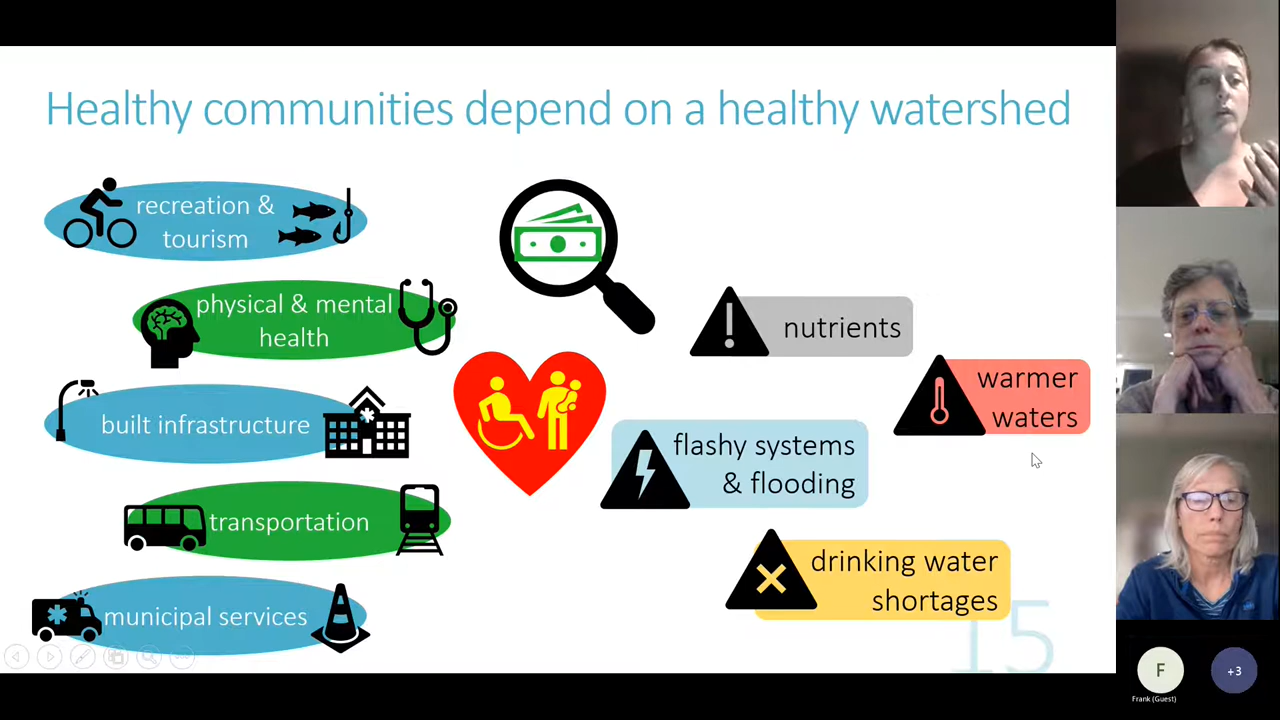 Healthy communities depend on a healthy watershed
recreation &
tourism
physical & mental
health
built infrastructure
transportation
municipal services
nutrients
warmer
waters
flashy systems
& flooding
drinking water
shortages
15
F
Frank (Guest)
+3